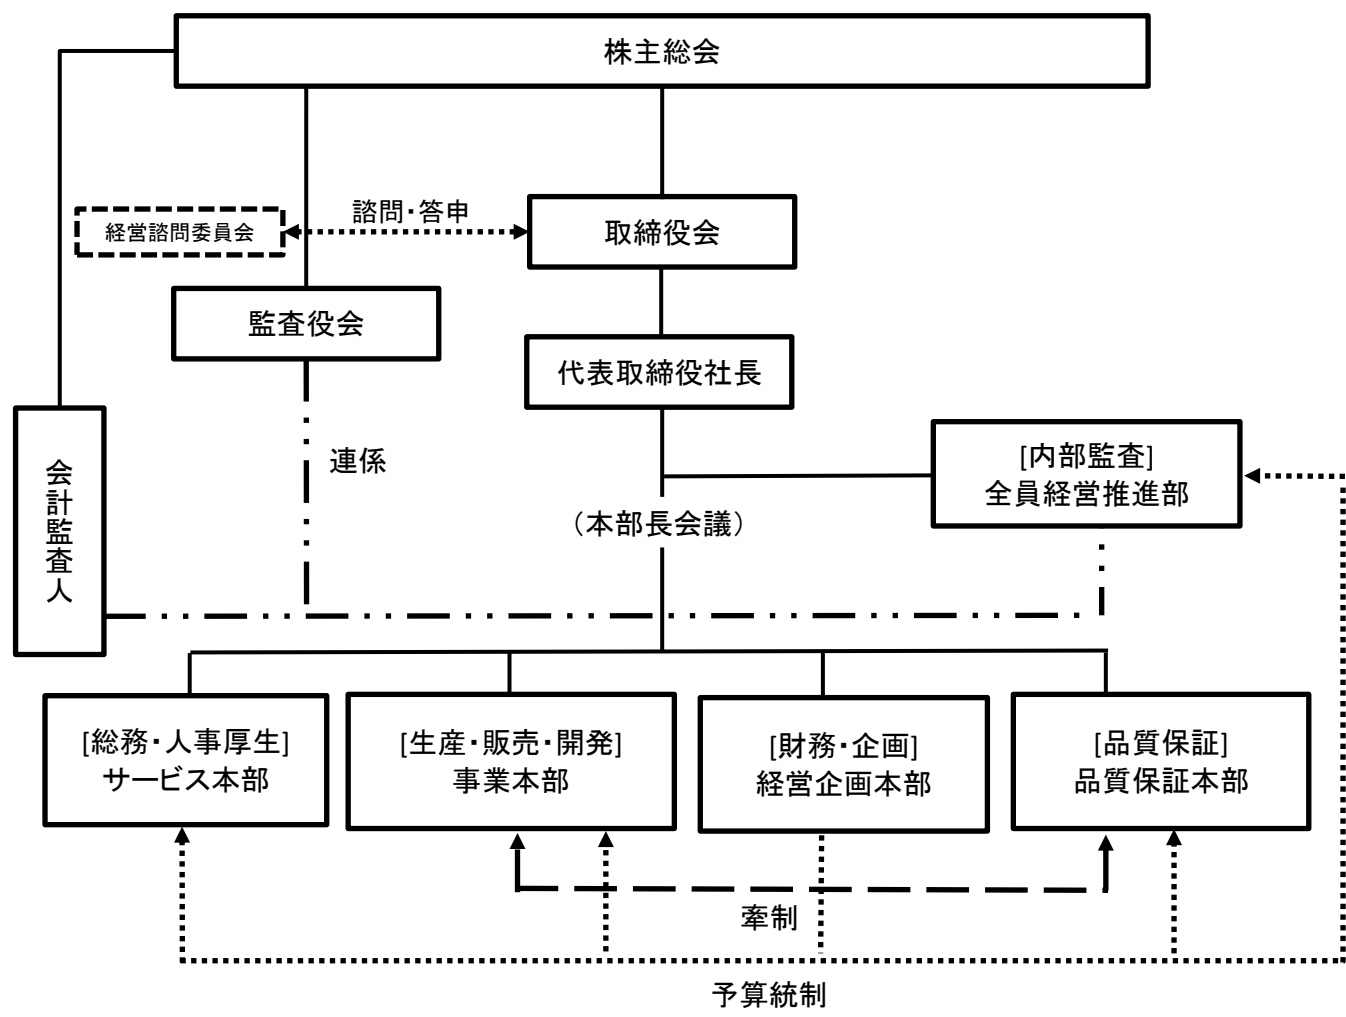 株主総会
諮問・答申
経営諮問委員会
取締役会
監査役会
代表取締役社長
連係
[内部監査]
全員経営推進部
会計監査人
（本部長会議）
[総務・人事厚生]
サービス本部
[生産・販売・開発]
事業本部
[財務・企画]
経営企画本部
[品質保証]
品質保証本部
牽制
予算統制